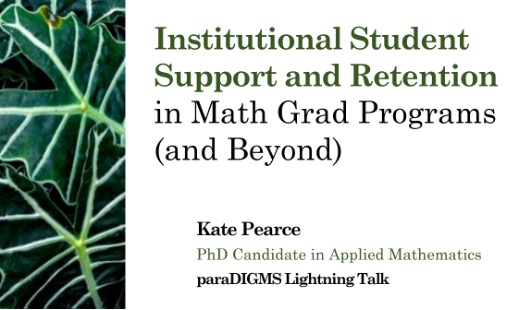 Institutional Student
Support and Retention
in Math Grad Programs
(and Beyond)
Kate Pearce
PhD Candidate in Applied Mathematics
paraDIGMS Lightning Talk